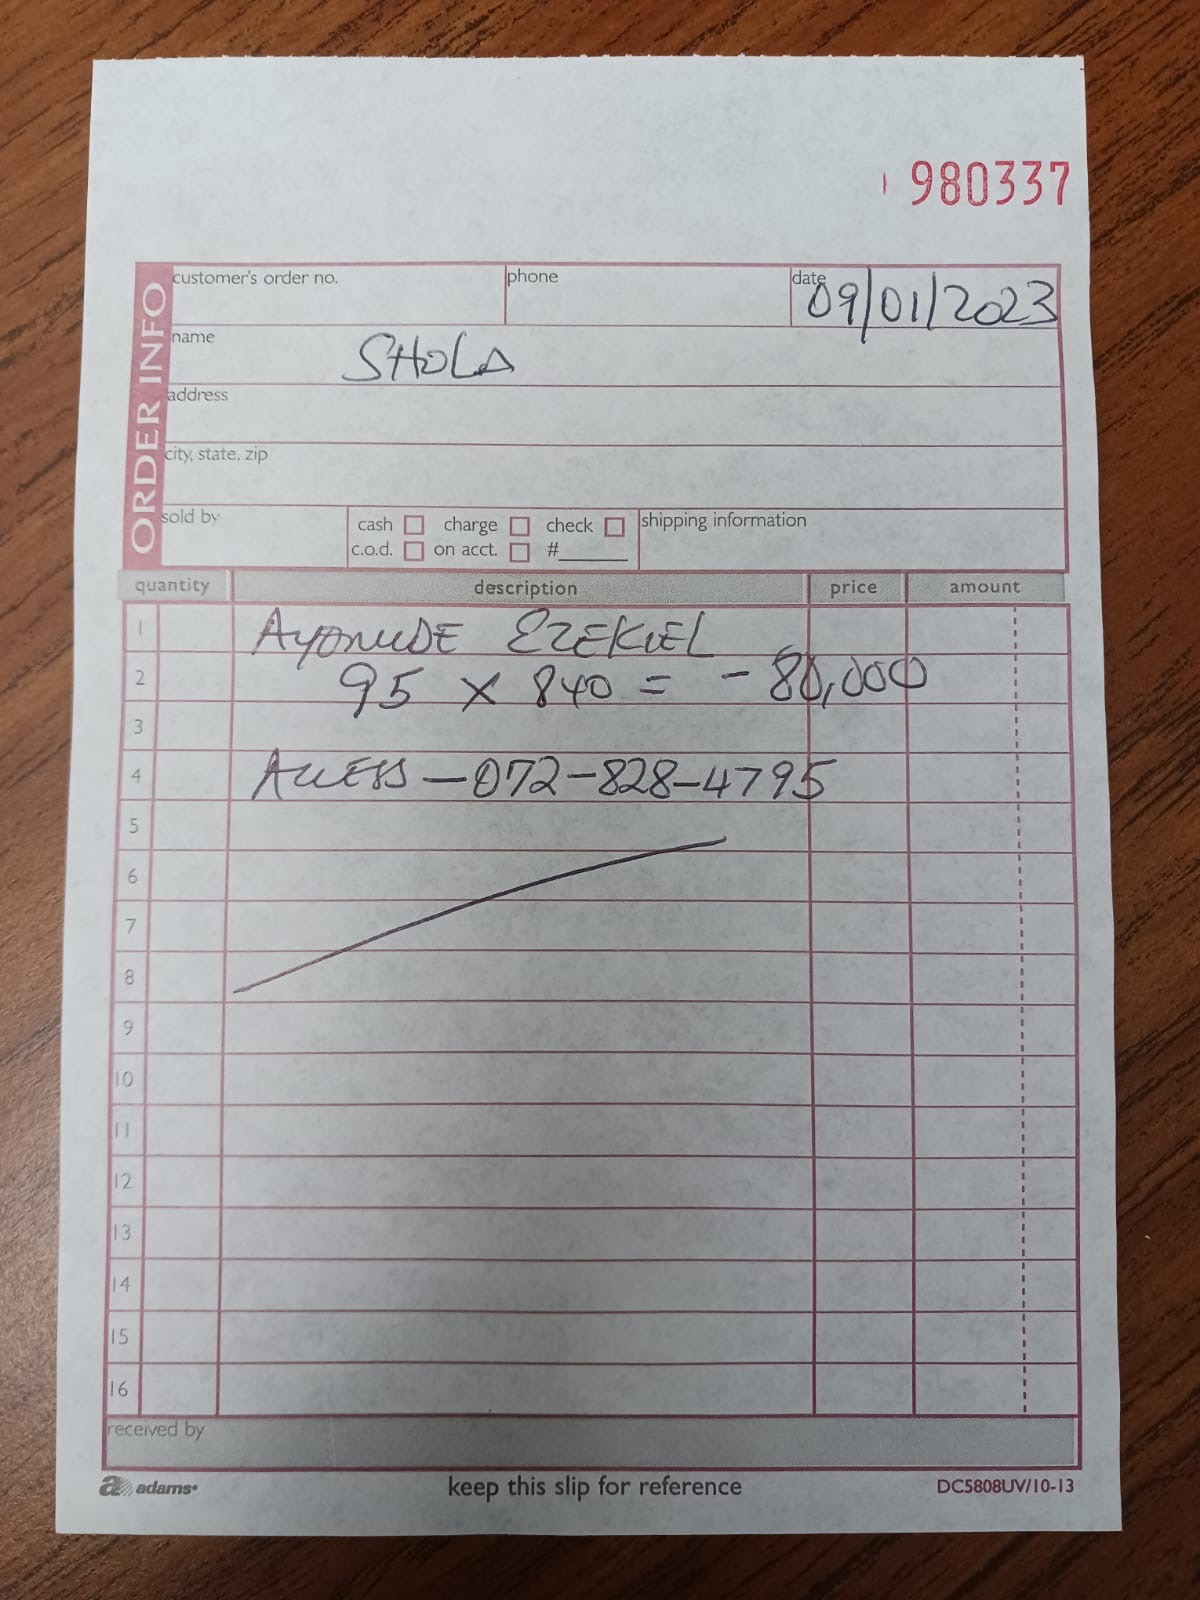 980337
ORDER INFO
customer's order no. phone date 09/01/2023
name SHOLA
address
city, state, zip
sold by cash charge check shipping information
c.o.d. on acct. #
quantity description price amount
1 AYOMIDE EZEKIEL
2 95 x 840 = - 80,000
3
4 ACCESS - 072-828-4795
5
6
7
8
9
10
11
12
13
14
15
16
received by
adams keep this slip for reference DC5808UV/10-13